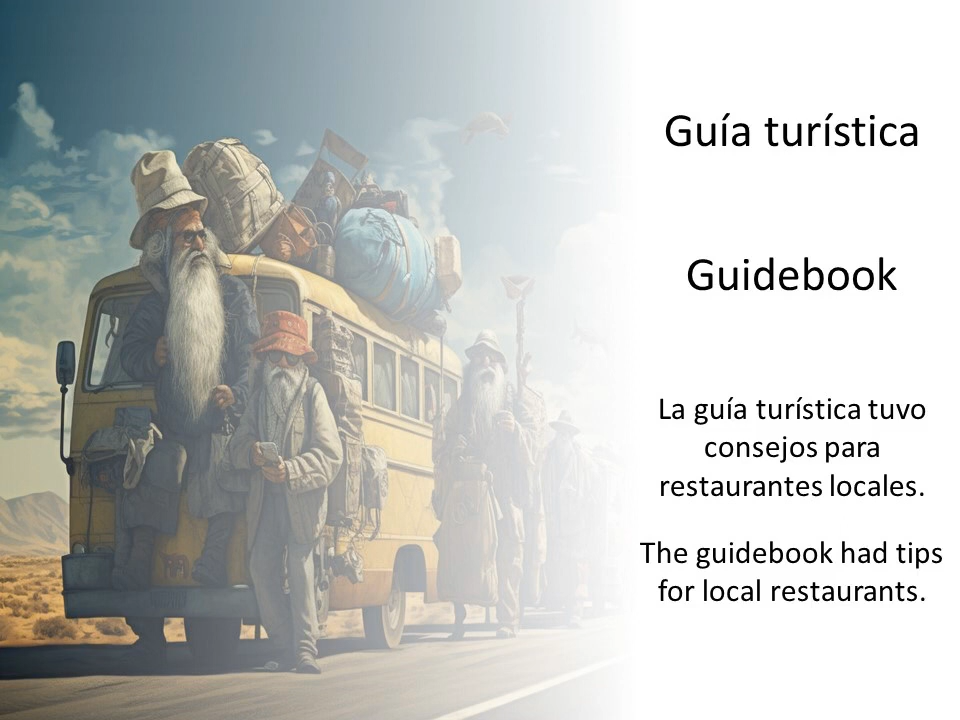 Guía turística
Guidebook
La guía turística tuvo
consejos para
restaurantes locales.
The guidebook had tips
for local restaurants.